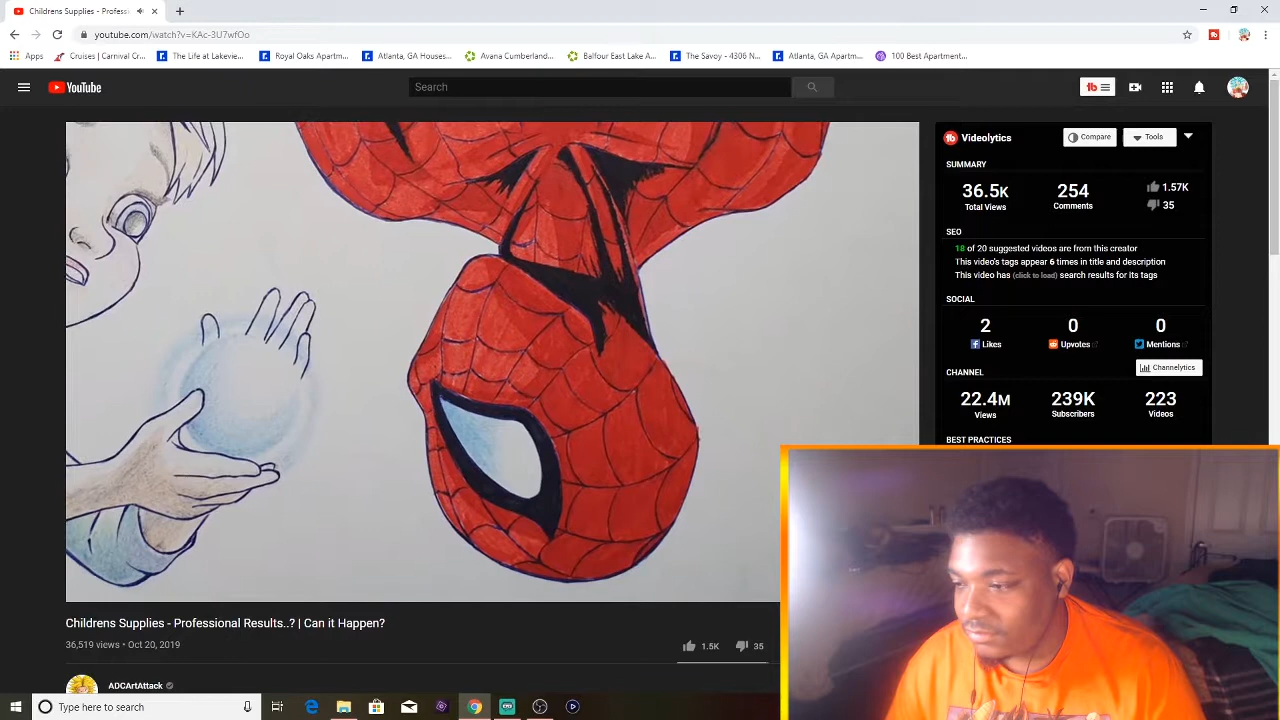 Childrens Supplies - Profess
youtube.com/watch?v=KAc-3U7wfOo
Apps
Cruises | Carnival Cr...
The Life at Lakevie...
Royal Oaks Apartm...
Atlanta, GA Houses...
Avana Cumberland...
Balfour East Lake A...
The Savoy - 4306 N...
Atlanta, GA Apartm...
100 Best Apartment...
YouTube
Search
Videolytics
Compare
Tools
SUMMARY
36.5K
254
1.57K
Total Views
Comments
35
SEO
18 of 20 suggested videos are from this creator
This video's tags appear 6 times in title and description
This video has (click to load) search results for its tags
SOCIAL
2
0
0
Likes
Upvotes
Mentions
CHANNEL
Channelytics
22.4M
239K
223
Views
Subscribers
Videos
BEST PRACTICES
Childrens Supplies - Professional Results..? | Can it Happen?
36,519 views • Oct 20, 2019
1.5K
35
ADCArtAttack
Type here to search